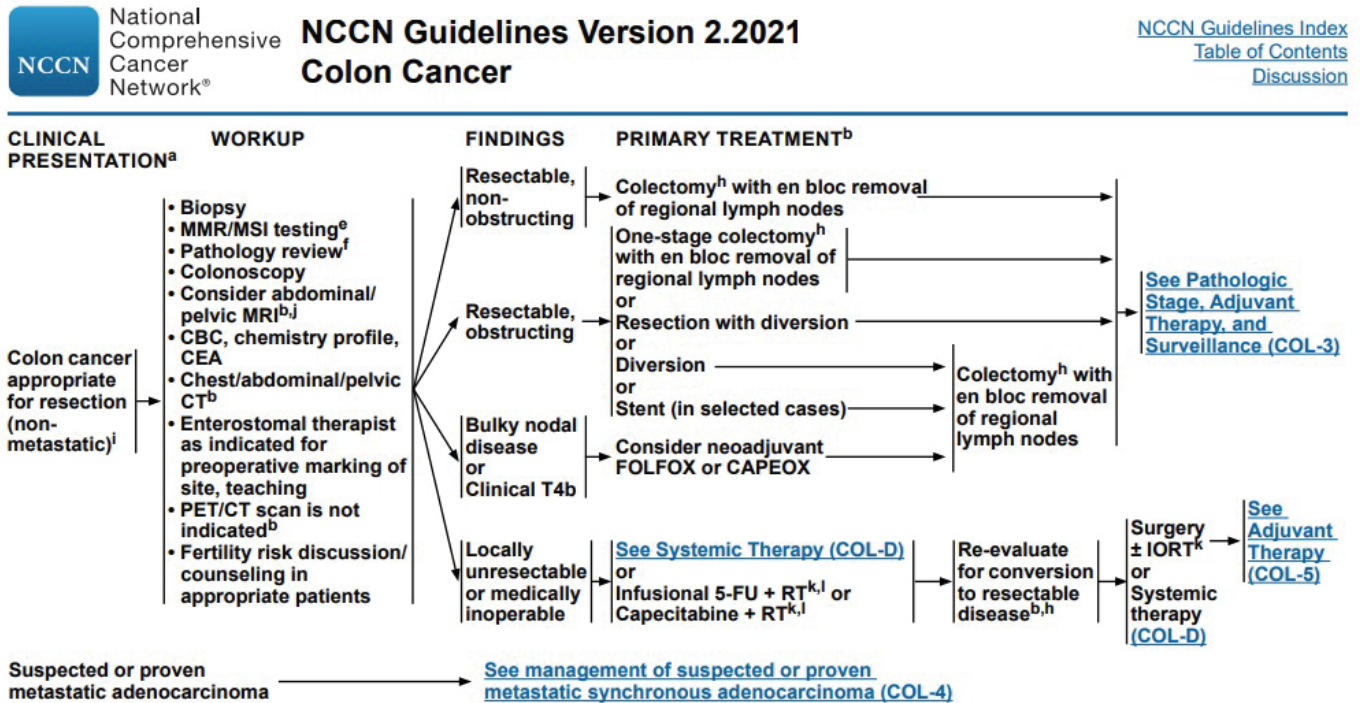 National
Comprehensive
Cancer
Network®
NCCN
NCCN Guidelines Version 2.2021
Colon Cancer
NCCN Guidelines Index
Table of Contents
Discussion
CLINICAL
PRESENTATIONa
WORKUP
FINDINGS
PRIMARY TREATMENTb
Colon cancer
appropriate
for resection
(non-
metastatic)i
• Biopsy
• MMR/MSI testinge
• Pathology reviewf
• Colonoscopy
• Consider abdominal/
pelvic MRIb,j
• CBC, chemistry profile,
CEA
• Chest/abdominal/pelvic
CTb
• Enterostomal therapist
as indicated for
preoperative marking of
site, teaching
• PET/CT scan is not
indicatedb
• Fertility risk discussion/
counseling in
appropriate patients
Resectable,
non-
obstructing
Colectomyh with en bloc removal
of regional lymph nodes
Resectable,
obstructing
One-stage colectomyh
with en bloc removal of
regional lymph nodes
or
Resection with diversion
or
Diversion
or
Stent (in selected cases)
Bulky nodal
disease
or
Clinical T4b
Consider neoadjuvant
FOLFOX or CAPEOX
Colectomyh with
en bloc removal
of regional
lymph nodes
See Pathologic
Stage, Adjuvant
Therapy, and
Surveillance (COL-3)
Locally
unresectable
or medically
inoperable
See Systemic Therapy (COL-D)
or
Infusional 5-FU + RTk,l or
Capecitabine + RTk,l
Re-evaluate
for conversion
to resectable
diseaseb,h
Surgery
± IORTk
or
Systemic
therapy
(COL-D)
See
Adjuvant
Therapy
(COL-5)
Suspected or proven
metastatic adenocarcinoma
See management of suspected or proven
metastatic synchronous adenocarcinoma (COL-4)